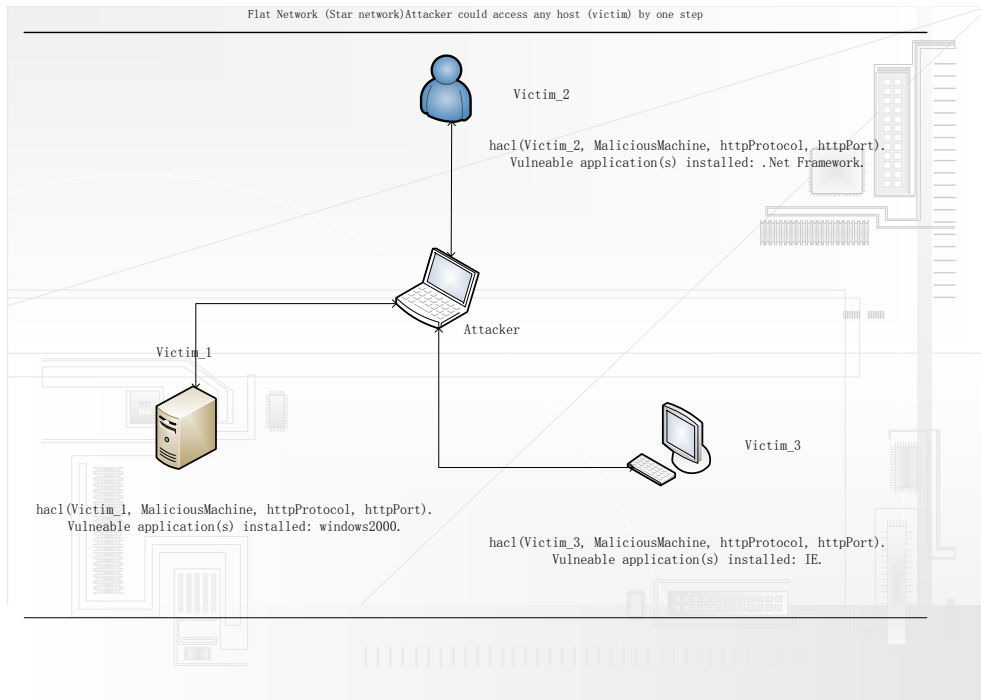 Flat Network (Star network)Attacker could access any host (victim) by one step
Victim_2
hacl(Victim_2, MaliciousMachine, httpProtocol, httpPort).
Vulneable application(s) installed: .Net Framework.
Attacker
Victim_1
Victim_3
hacl(Victim_1, MaliciousMachine, httpProtocol, httpPort).
Vulneable application(s) installed: windows2000.
hacl(Victim_3, MaliciousMachine, httpProtocol, httpPort).
Vulneable application(s) installed: IE.